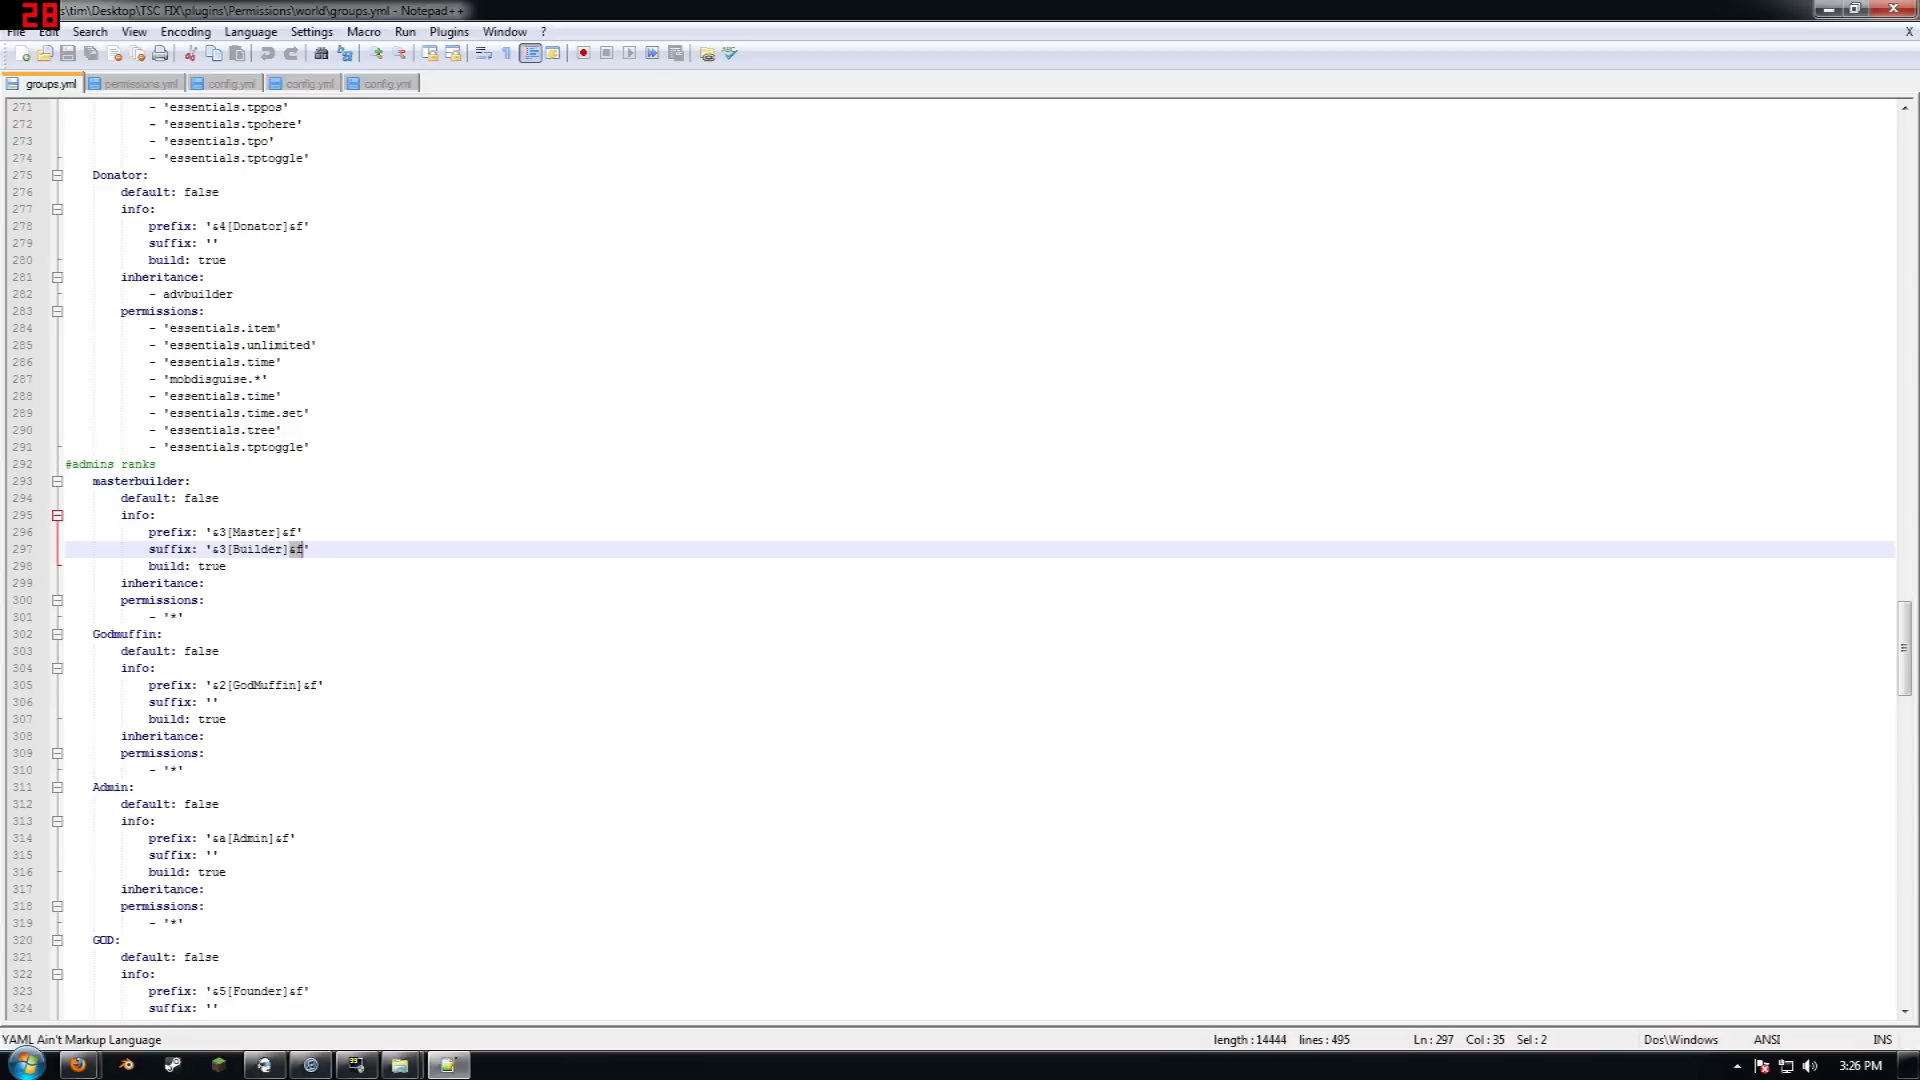 28
s\tim\Desktop\TSC FIX\plugins\Permissions\world\groups.yml - Notepad++
File Edit Search View Encoding Language Settings Macro Run Plugins Window ? X
groups.yml permissions.yml config.yml config.yml config.yml
271 - 'essentials.tppos'
272 - 'essentials.tpohere'
273 - 'essentials.tpo'
274 - 'essentials.tptoggle'
275 Donator:
276 default: false
277 info:
278 prefix: '&4[Donator]&f'
279 suffix: ''
280 build: true
281 inheritance:
282 - advbuilder
283 permissions:
284 - 'essentials.item'
285 - 'essentials.unlimited'
286 - 'essentials.time'
287 - 'mobdisguise.*'
288 - 'essentials.time'
289 - 'essentials.time.set'
290 - 'essentials.tree'
291 - 'essentials.tptoggle'
292 #admins ranks
293 masterbuilder:
294 default: false
295 info:
296 prefix: '&3[Master]&f'
297 suffix: '&3[Builder]&f'
298 build: true
299 inheritance:
300 permissions:
301 - '*'
302 Godmuffin:
303 default: false
304 info:
305 prefix: '&2[GodMuffin]&f'
306 suffix: ''
307 build: true
308 inheritance:
309 permissions:
310 - '*'
311 Admin:
312 default: false
313 info:
314 prefix: '&a[Admin]&f'
315 suffix: ''
316 build: true
317 inheritance:
318 permissions:
319 - '*'
320 GOD:
321 default: false
322 info:
323 prefix: '&5[Founder]&f'
324 suffix: ''
YAML Ain't Markup Language length : 14444 lines : 495 Ln : 297 Col : 35 Sel : 2 Dos\Windows ANSI INS
3:26 PM